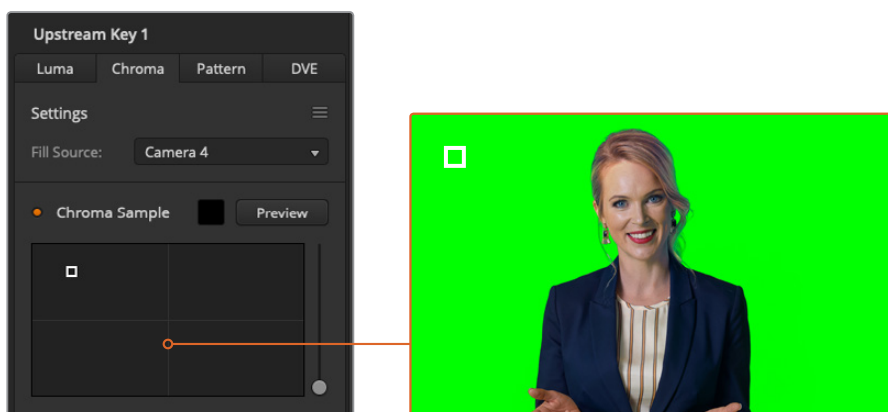 Upstream Key 1
Luma Chroma Pattern DVE
Settings
Fill Source: Camera 4
Chroma Sample Preview